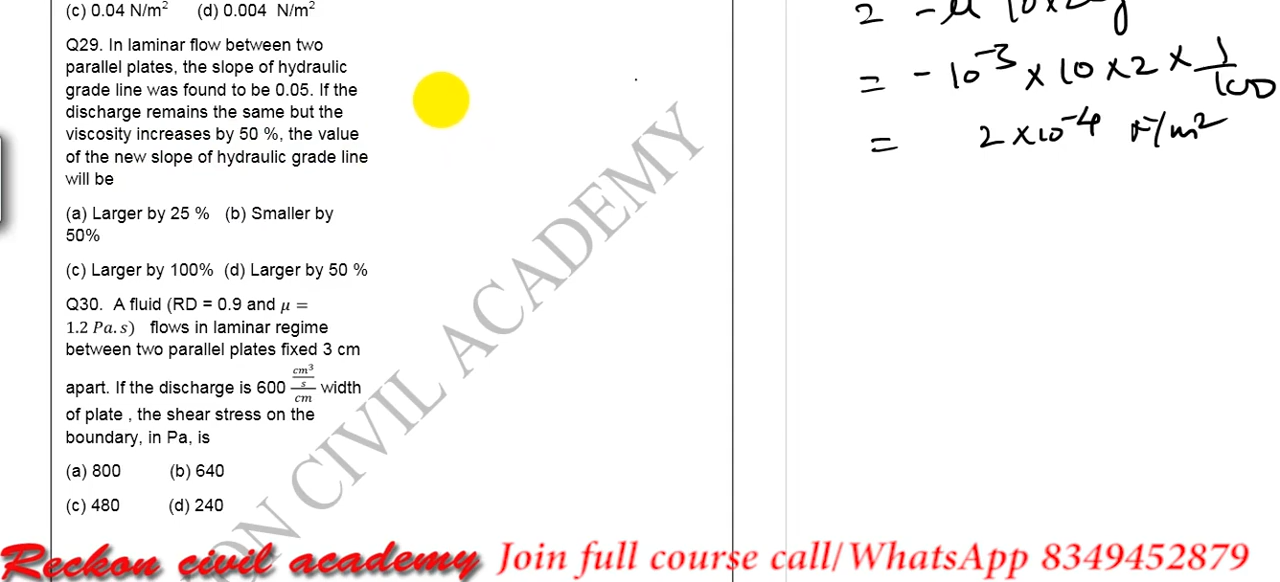 (c) 0.04 N/m² (d) 0.004 N/m²
Q29. In laminar flow between two
parallel plates, the slope of hydraulic
grade line was found to be 0.05. If the
discharge remains the same but the
viscosity increases by 50 %, the value
of the new slope of hydraulic grade line
will be
(a) Larger by 25 % (b) Smaller by
50%
(c) Larger by 100% (d) Larger by 50 %
Q30. A fluid (RD = 0.9 and 𝜇 =
1.2 𝑃𝑎. 𝑠) flows in laminar regime
between two parallel plates fixed 3 cm
apart. If the discharge is 600 cm³/s/cm width
of plate , the shear stress on the
boundary, in Pa, is
(a) 800 (b) 640
(c) 480 (d) 240
= - 10⁻³ × 10 × 2 × 1/100
= 2 × 10⁻⁴ N/m²
ON CIVIL ACADEMY
Reckon civil academy Join full course call/WhatsApp 8349452879